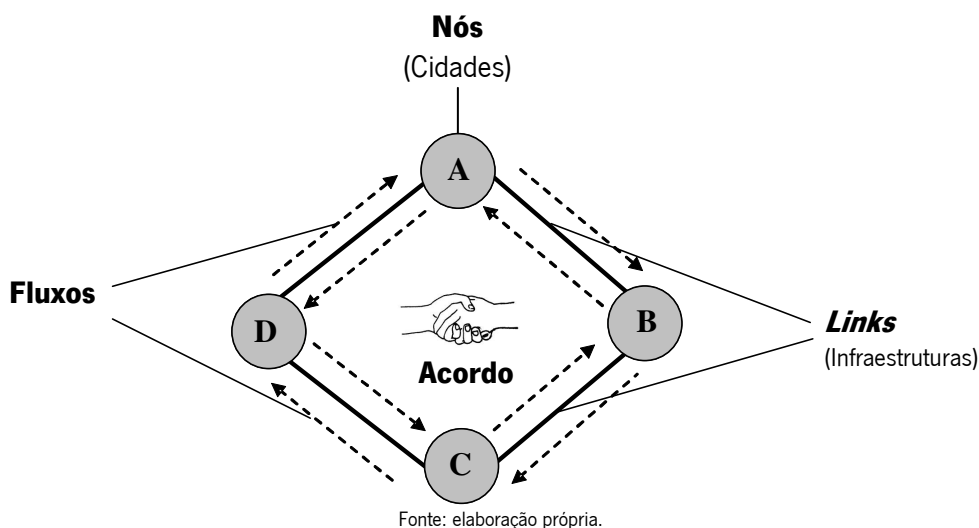 Nós
(Cidades)
A
Fluxos
D
B
Acordo
Links
(Infraestruturas)
C
Fonte: elaboração própria.